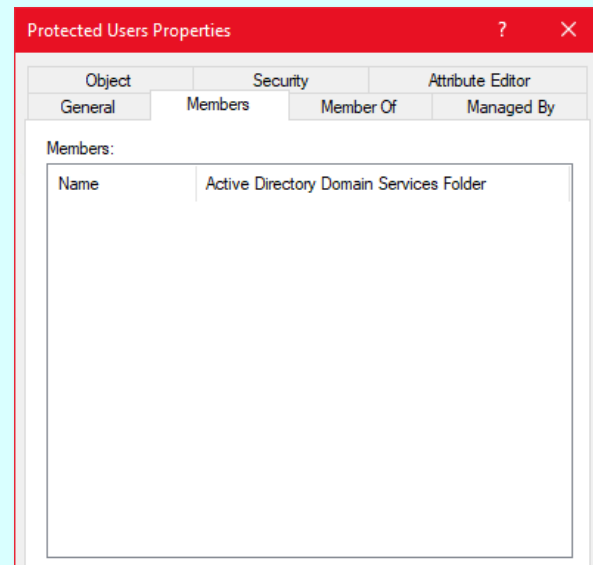 Protected Users Properties ? ×
Object Security Attribute Editor
General Members Member Of Managed By
Members:
Name Active Directory Domain Services Folder